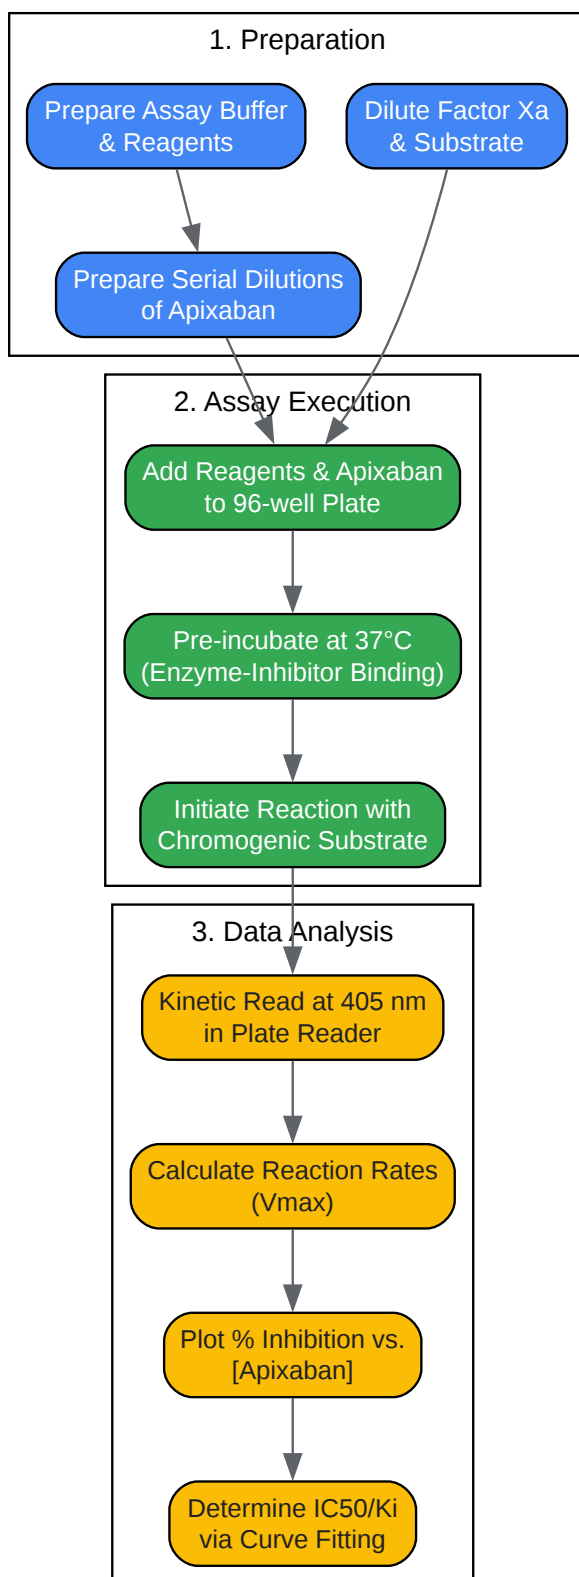 1. Preparation
Prepare Assay Buffer
& Reagents
Dilute Factor Xa
& Substrate
Prepare Serial Dilutions
of Apixaban
2. Assay Execution
Add Reagents & Apixaban
to 96-well Plate
Pre-incubate at 37°C
(Enzyme-Inhibitor Binding)
Initiate Reaction with
Chromogenic Substrate
3. Data Analysis
Kinetic Read at 405 nm
in Plate Reader
Calculate Reaction Rates
(Vmax)
Plot % Inhibition vs.
[Apixaban]
Determine IC50/Ki
via Curve Fitting